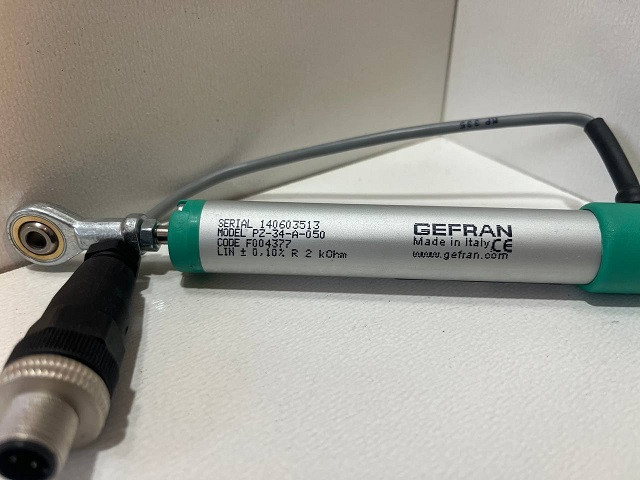 SERIAL 140603513
MODEL PZ-34-A-050
CODE F004377
LIN ± 0,10% R 2 kOhm
GEFRAN
Made in Italy CE
www.gefran.com